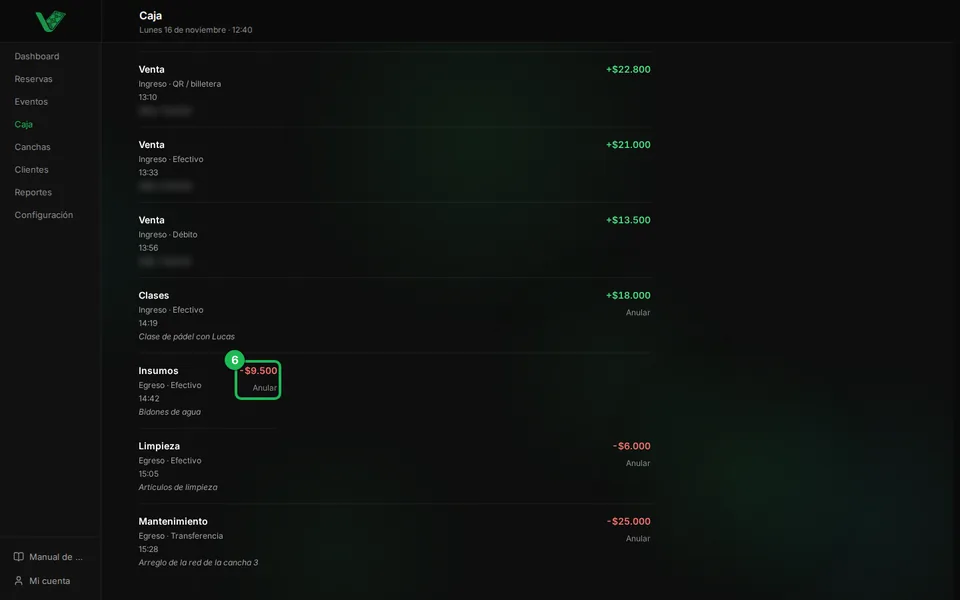 Caja
Lunes 16 de noviembre · 12:40
Dashboard
Reservas
Eventos
Caja
Canchas
Clientes
Reportes
Configuración
Manual de ...
Mi cuenta
Venta
+$22.800
Ingreso · QR / billetera
13:10
Venta
+$21.000
Ingreso · Efectivo
13:33
Venta
+$13.500
Ingreso · Débito
13:56
Clases
+$18.000
Ingreso · Efectivo
Anular
14:19
Clase de pádel con Lucas
6
Insumos
-$9.500
Egreso · Efectivo
Anular
14:42
Bidones de agua
Limpieza
-$6.000
Egreso · Efectivo
Anular
15:05
Artículos de limpieza
Mantenimiento
-$25.000
Egreso · Transferencia
Anular
15:28
Arreglo de la red de la cancha 3